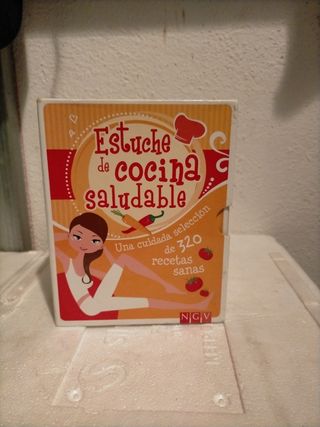 Estuche
de cocina
saludable
Una cuidada selección
de 320
recetas
sanas
NGV